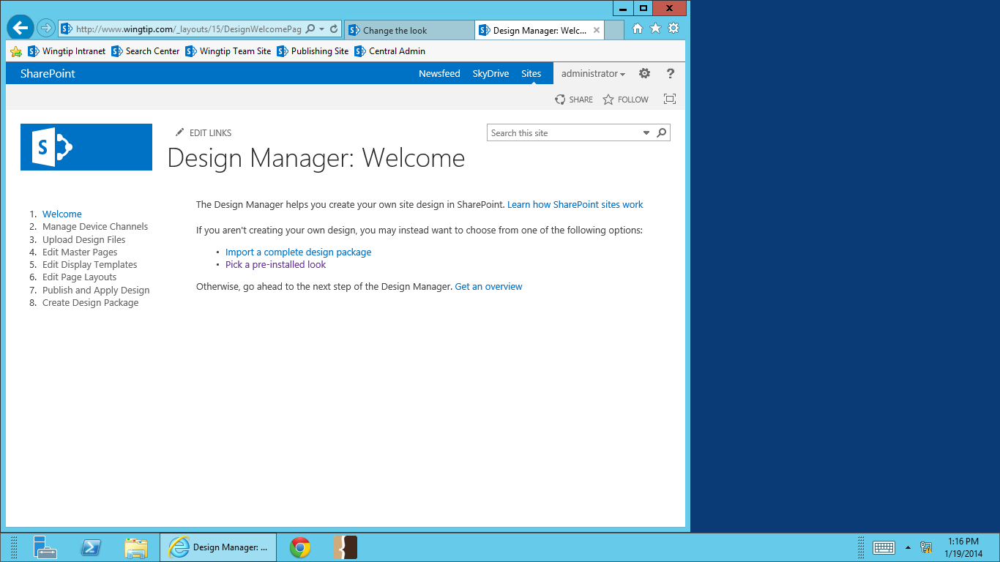 http://www.wingtip.com/_layouts/15/DesignWelcomePag
Change the look
Design Manager: Welc...
Wingtip Intranet
Search Center
Wingtip Team Site
Publishing Site
Central Admin
SharePoint
Newsfeed
SkyDrive
Sites
administrator
?
SHARE
FOLLOW
S
EDIT LINKS
Search this site
Design Manager: Welcome
1. Welcome
2. Manage Device Channels
3. Upload Design Files
4. Edit Master Pages
5. Edit Display Templates
6. Edit Page Layouts
7. Publish and Apply Design
8. Create Design Package
The Design Manager helps you create your own site design in SharePoint. Learn how SharePoint sites work
If you aren't creating your own design, you may instead want to choose from one of the following options:
• Import a complete design package
• Pick a pre-installed look
Otherwise, go ahead to the next step of the Design Manager. Get an overview
Design Manager: ...
1:16 PM
1/19/2014